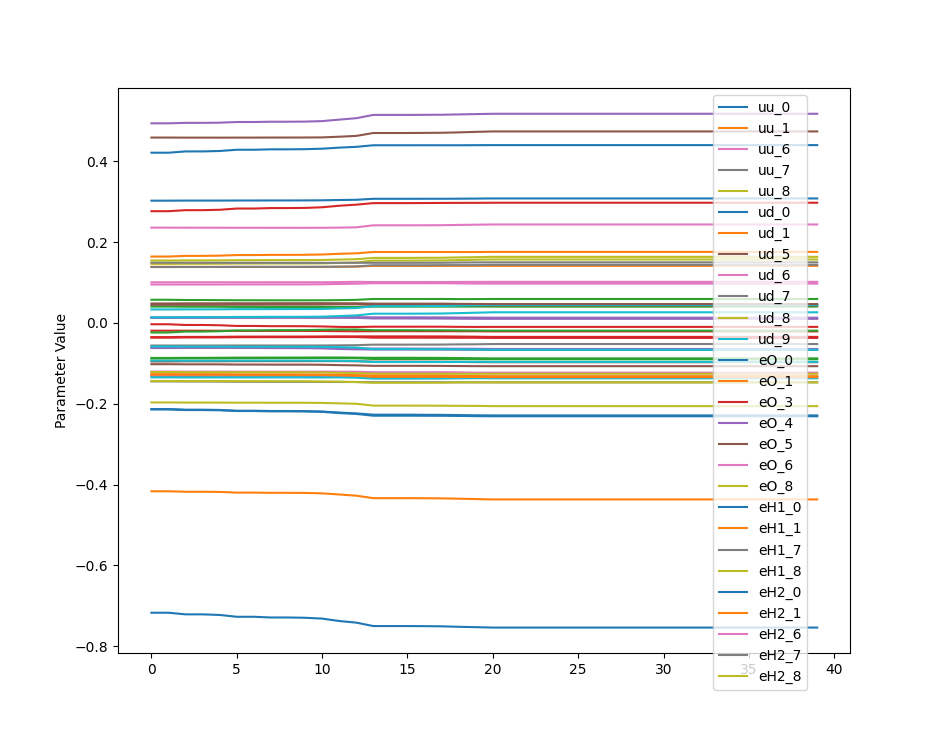 Parameter Value
0.4
0.2
0.0
−0.2
−0.4
−0.6
−0.8
0
5
10
15
20
25
30
35
40
uu_0
uu_1
uu_6
uu_7
uu_8
ud_0
ud_1
ud_5
ud_6
ud_7
ud_8
ud_9
eO_0
eO_1
eO_3
eO_4
eO_5
eO_6
eO_8
eH1_0
eH1_1
eH1_7
eH1_8
eH2_0
eH2_1
eH2_6
eH2_7
eH2_8